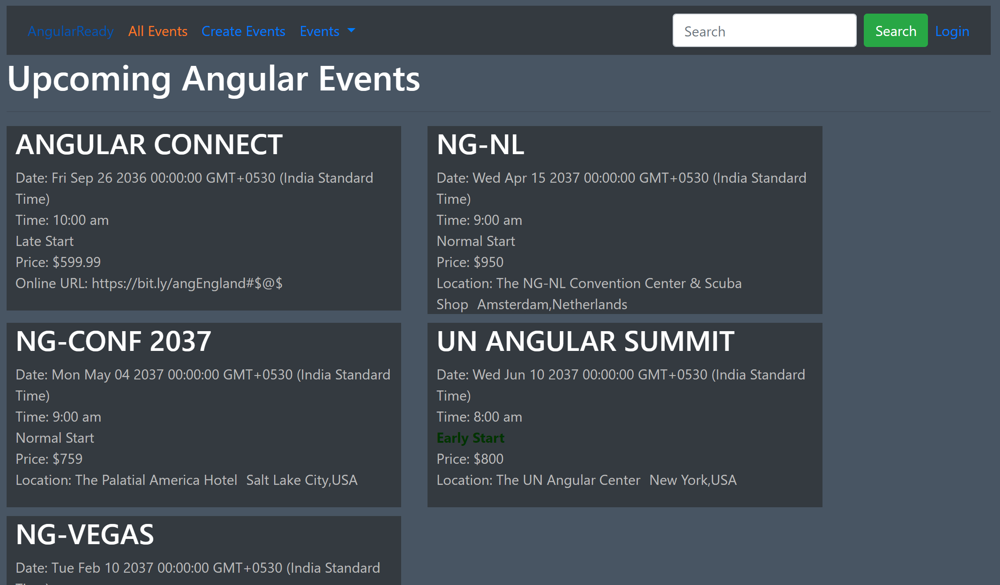 AngularReady All Events Create Events Events Search Search Login
Upcoming Angular Events
ANGULAR CONNECT
Date: Fri Sep 26 2036 00:00:00 GMT+0530 (India Standard
Time)
Time: 10:00 am
Late Start
Price: $599.99
Online URL: https://bit.ly/angEngland#$@$
NG-NL
Date: Wed Apr 15 2037 00:00:00 GMT+0530 (India Standard
Time)
Time: 9:00 am
Normal Start
Price: $950
Location: The NG-NL Convention Center & Scuba
Shop Amsterdam,Netherlands
NG-CONF 2037
Date: Mon May 04 2037 00:00:00 GMT+0530 (India Standard
Time)
Time: 9:00 am
Normal Start
Price: $759
Location: The Palatial America Hotel Salt Lake City,USA
UN ANGULAR SUMMIT
Date: Wed Jun 10 2037 00:00:00 GMT+0530 (India Standard
Time)
Time: 8:00 am
Early Start
Price: $800
Location: The UN Angular Center New York,USA
NG-VEGAS
Date: Tue Feb 10 2037 00:00:00 GMT+0530 (India Standard